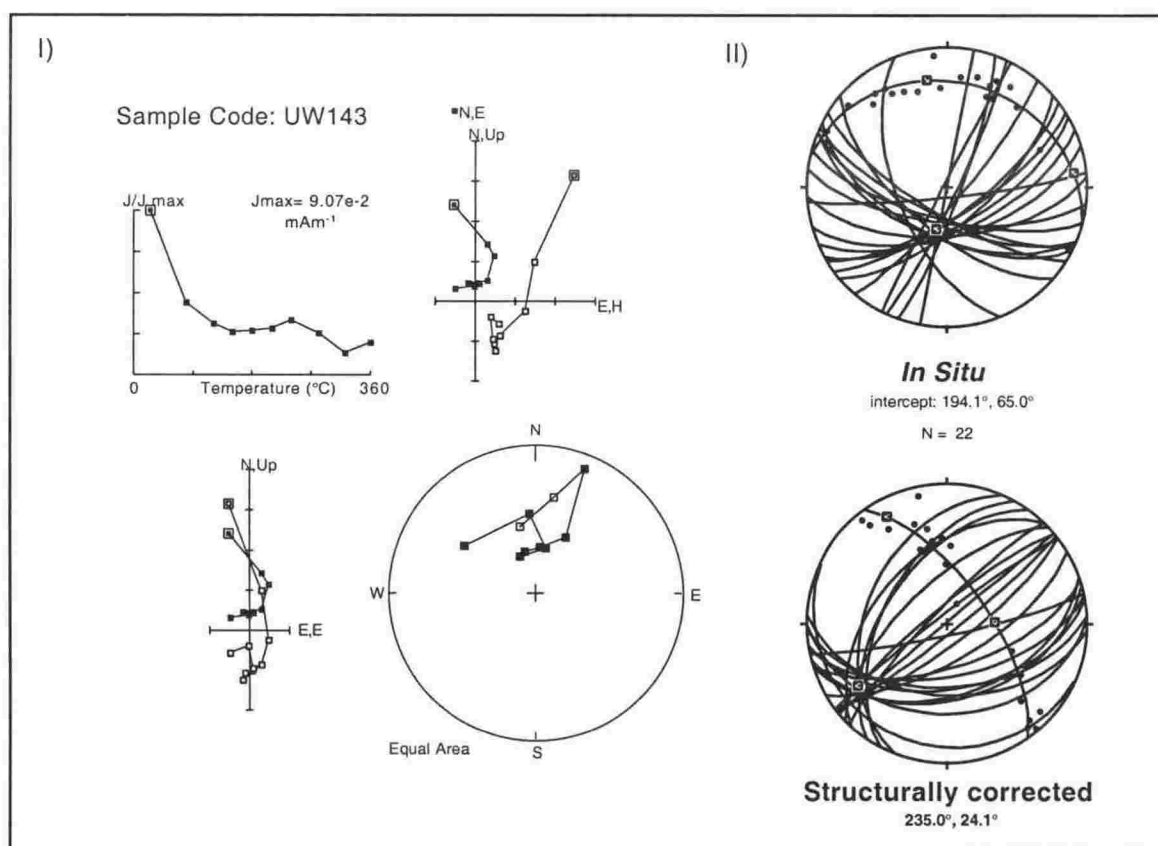 I)
Sample Code: UW143
J/J max
Jmax= 9.07e-2
mAm⁻¹
0
Temperature (°C)
360
N,E
N,Up
E,H
N,Up
E,E
N
W
E
S
Equal Area
II)
In Situ
intercept: 194.1°, 65.0°
N = 22
Structurally corrected
235.0°, 24.1°